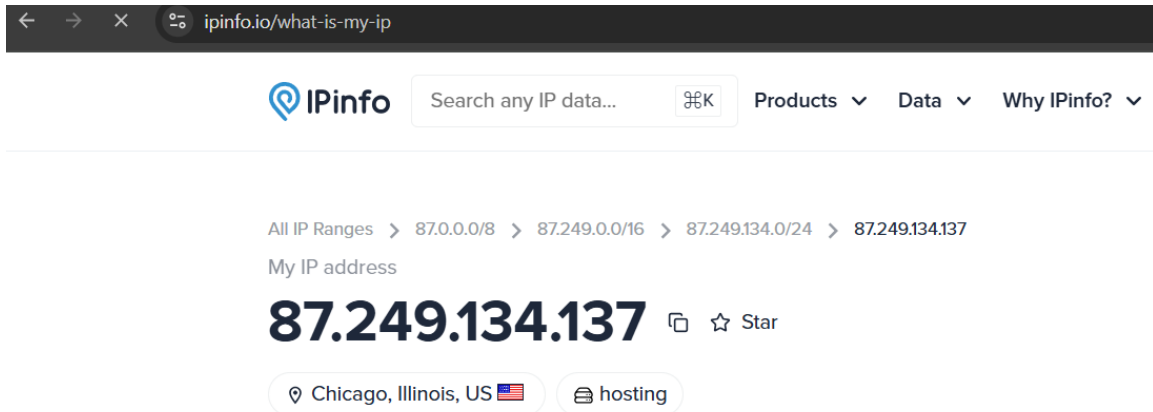 ipinfo.io/what-is-my-ip
IPinfo Search any IP data... ⌘K Products Data Why IPinfo?
All IP Ranges > 87.0.0.0/8 > 87.249.0.0/16 > 87.249.134.0/24 > 87.249.134.137
My IP address
87.249.134.137 Star
Chicago, Illinois, US hosting